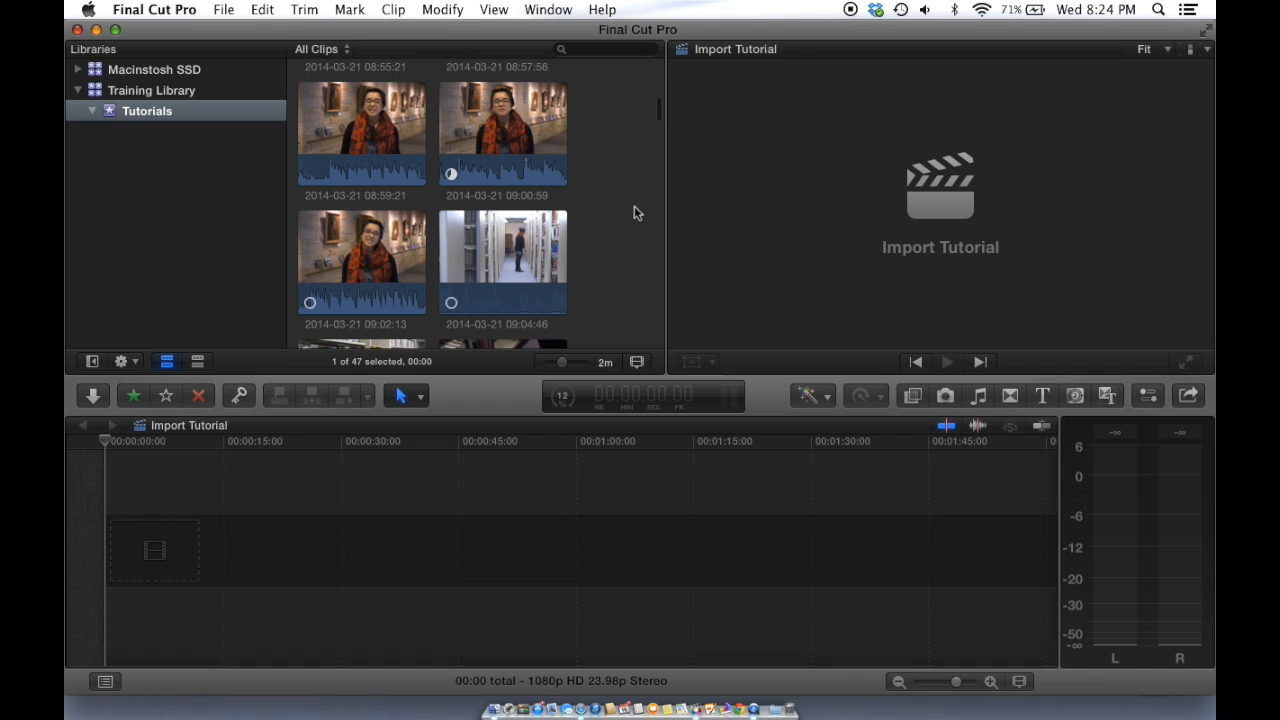 Final Cut Pro File Edit Trim Mark Clip Modify View Window Help 71% Wed 8:24 PM
Final Cut Pro
Libraries All Clips Import Tutorial Fit
Macinstosh SSD
Training Library
Tutorials
2014-03-21 08:55:21 2014-03-21 08:57:56
2014-03-21 08:59:21 2014-03-21 09:00:59
2014-03-21 09:02:13 2014-03-21 09:04:46
Import Tutorial
1 of 47 selected, 00:00 2m
12 00:00:00:00
HR MIN SEC FR
T T
Import Tutorial
00:00:00:00 00:00:15:00 00:00:30:00 00:00:45:00 00:01:00:00 00:01:15:00 00:01:30:00 00:01:45:00 0
-∞ -∞
6
0
-6
-12
-20
-30
-50
-∞
L R
00:00 total - 1080p HD 23.98p Stereo